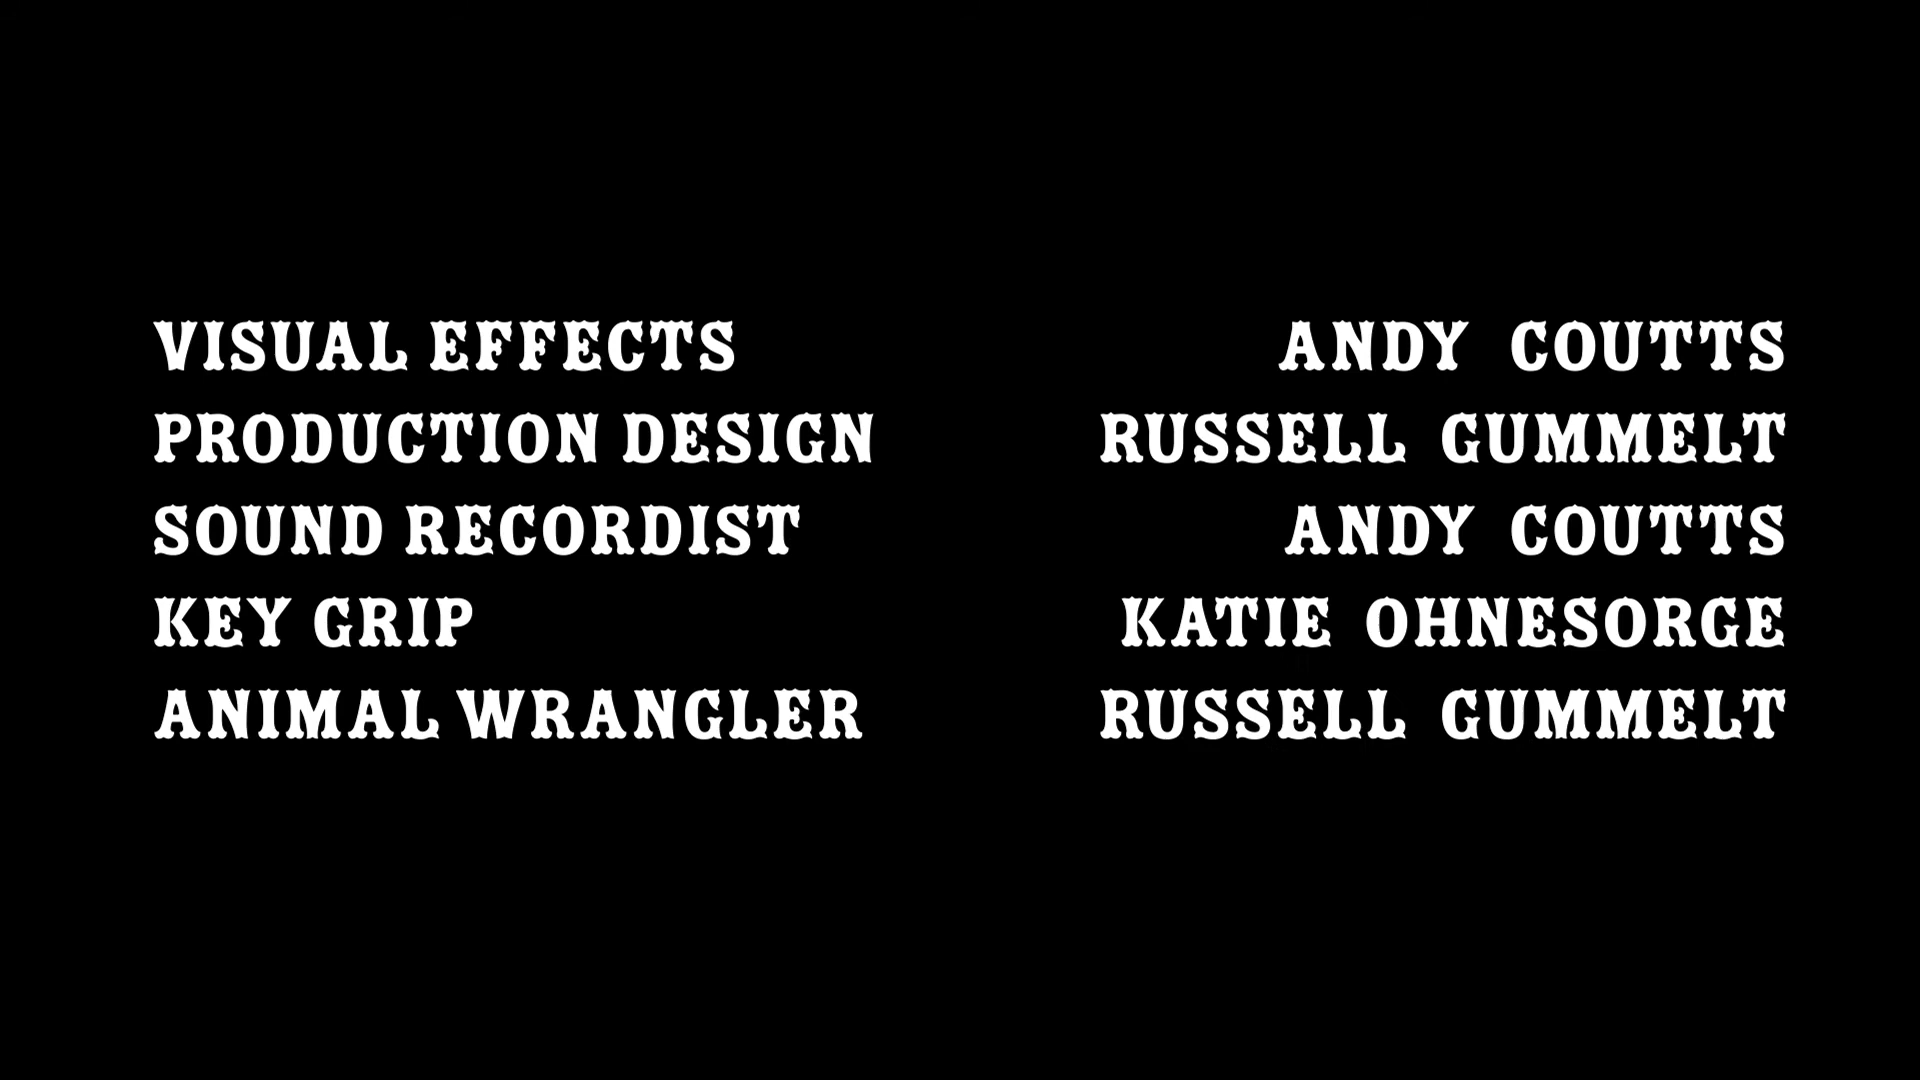 VISUAL EFFECTS ANDY COUTTS
PRODUCTION DESIGN RUSSELL GUMMELT
SOUND RECORDIST ANDY COUTTS
KEY GRIP KATIE OHNESORGE
ANIMAL WRANGLER RUSSELL GUMMELT